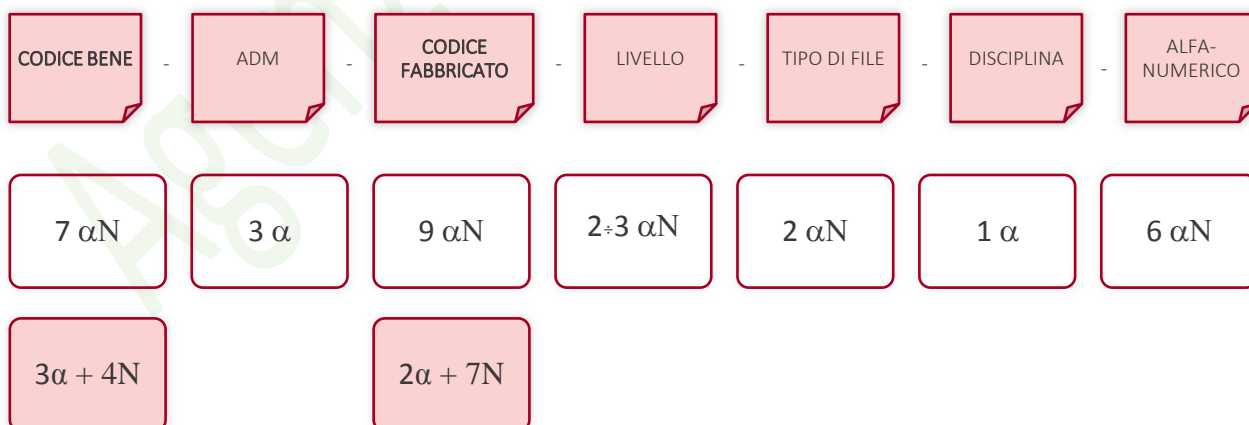 CODICE BENE - ADM - CODICE FABBRICATO - LIVELLO - TIPO DI FILE - DISCIPLINA - ALFA-NUMERICO
7 αN 3 α 9 αN 2÷3 αN 2 αN 1 α 6 αN
3α + 4N 2α + 7N